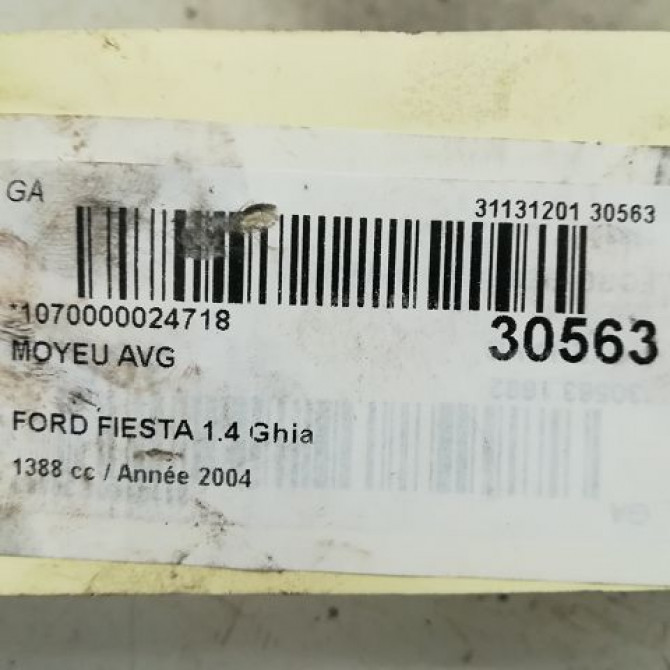 GA
31131201 30563
*1070000024718
30563
MOYEU AVG
FORD FIESTA 1.4 Ghia
1388 cc / Année 2004